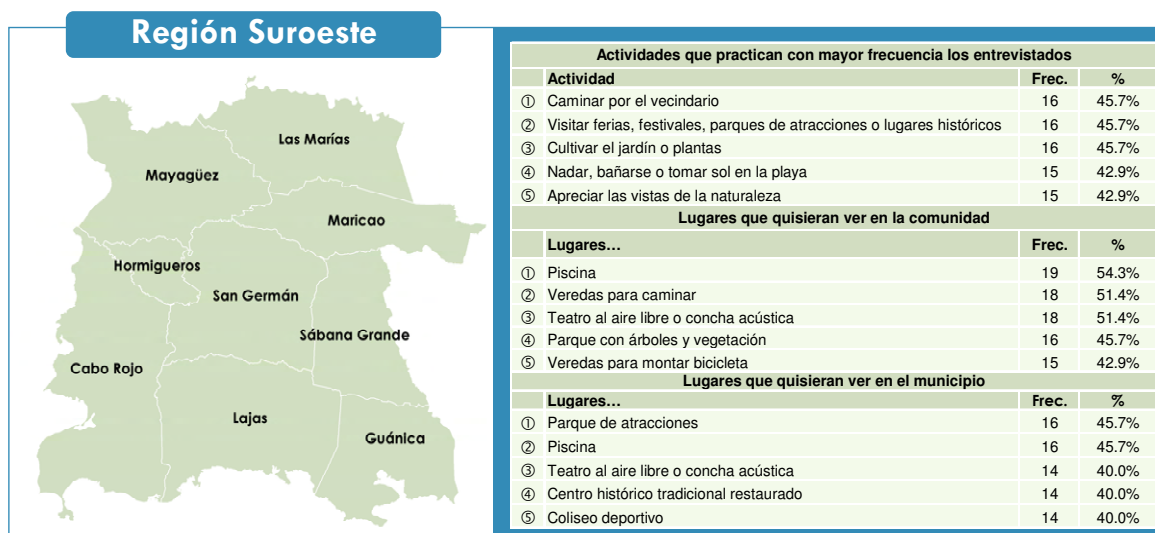 Región Suroeste
Las Marías
Mayagüez
Maricao
Hormigueros
San Germán
Sábana Grande
Cabo Rojo
Lajas
Guánica
Actividades que practican con mayor frecuencia los entrevistados
Actividad Frec. %
① Caminar por el vecindario 16 45.7%
② Visitar ferias, festivales, parques de atracciones o lugares históricos 16 45.7%
③ Cultivar el jardín o plantas 16 45.7%
④ Nadar, bañarse o tomar sol en la playa 15 42.9%
⑤ Apreciar las vistas de la naturaleza 15 42.9%
Lugares que quisieran ver en la comunidad
Lugares... Frec. %
① Piscina 19 54.3%
② Veredas para caminar 18 51.4%
③ Teatro al aire libre o concha acústica 18 51.4%
④ Parque con árboles y vegetación 16 45.7%
⑤ Veredas para montar bicicleta 15 42.9%
Lugares que quisieran ver en el municipio
Lugares... Frec. %
① Parque de atracciones 16 45.7%
② Piscina 16 45.7%
③ Teatro al aire libre o concha acústica 14 40.0%
④ Centro histórico tradicional restaurado 14 40.0%
⑤ Coliseo deportivo 14 40.0%